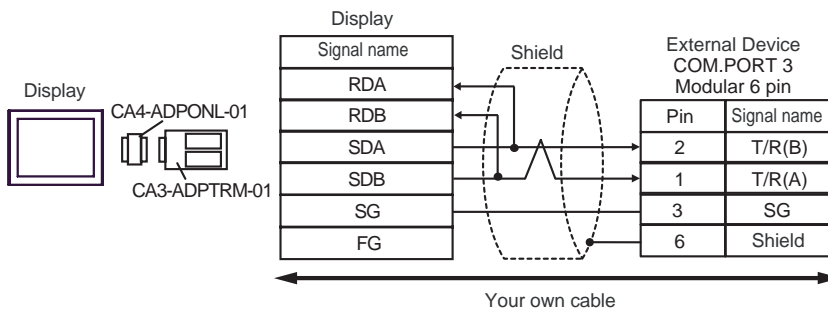 Display
CA4-ADPONL-01
CA3-ADPTRM-01
Display
Signal name
RDA
RDB
SDA
SDB
SG
FG
Shield
External Device
COM.PORT 3
Modular 6 pin
Pin Signal name
2 T/R(B)
1 T/R(A)
3 SG
6 Shield
Your own cable